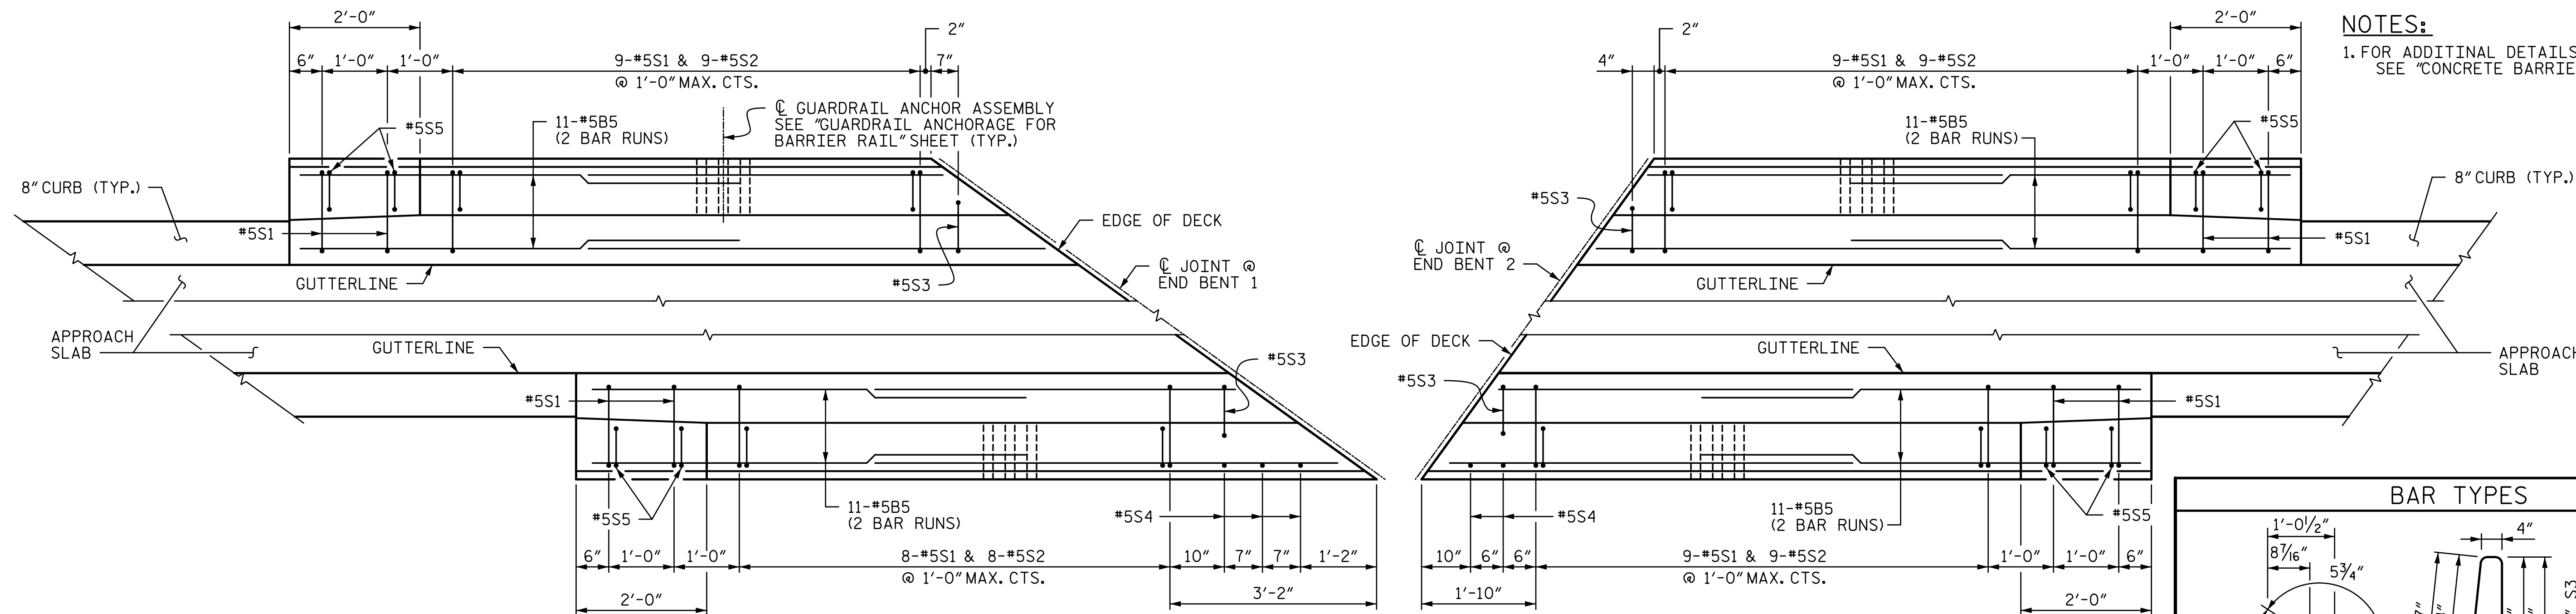 2'-0"
6"
1'-0"
1'-0"
9-#5S1 & 9-#5S2
@ 1'-0" MAX. CTS.
2"
7"
℄ GUARDRAIL ANCHOR ASSEMBLY
SEE "GUARDRAIL ANCHORAGE FOR
BARRIER RAIL" SHEET (TYP.)
#5S5
11-#5B5
(2 BAR RUNS)
8" CURB (TYP.)
#5S1
GUTTERLINE
#5S3
EDGE OF DECK
℄ JOINT @
END BENT 1
APPROACH
SLAB
GUTTERLINE
#5S3
#5S1
#5S5
11-#5B5
(2 BAR RUNS)
#5S4
6"
1'-0"
1'-0"
8-#5S1 & 8-#5S2
@ 1'-0" MAX. CTS.
10"
7"
7"
1'-2"
2'-0"
3'-2"
2'-0"
4"
2"
9-#5S1 & 9-#5S2
@ 1'-0" MAX. CTS.
1'-0"
1'-0"
6"
11-#5B5
(2 BAR RUNS)
#5S5
#5S3
8" CURB (TYP.)
#5S1
℄ JOINT @
END BENT 2
GUTTERLINE
EDGE OF DECK
GUTTERLINE
#5S3
APPROACH
SLAB
#5S1
#5S4
11-#5B5
(2 BAR RUNS)
#5S5
10"
6"
6"
9-#5S1 & 9-#5S2
@ 1'-0" MAX. CTS.
1'-0"
1'-0"
6"
1'-10"
2'-0"
NOTES:
1. FOR ADDITINAL DETAILS
SEE "CONCRETE BARRIE
BAR TYPES
1'-0½"
8 7/16"
5¾"
4"
S3